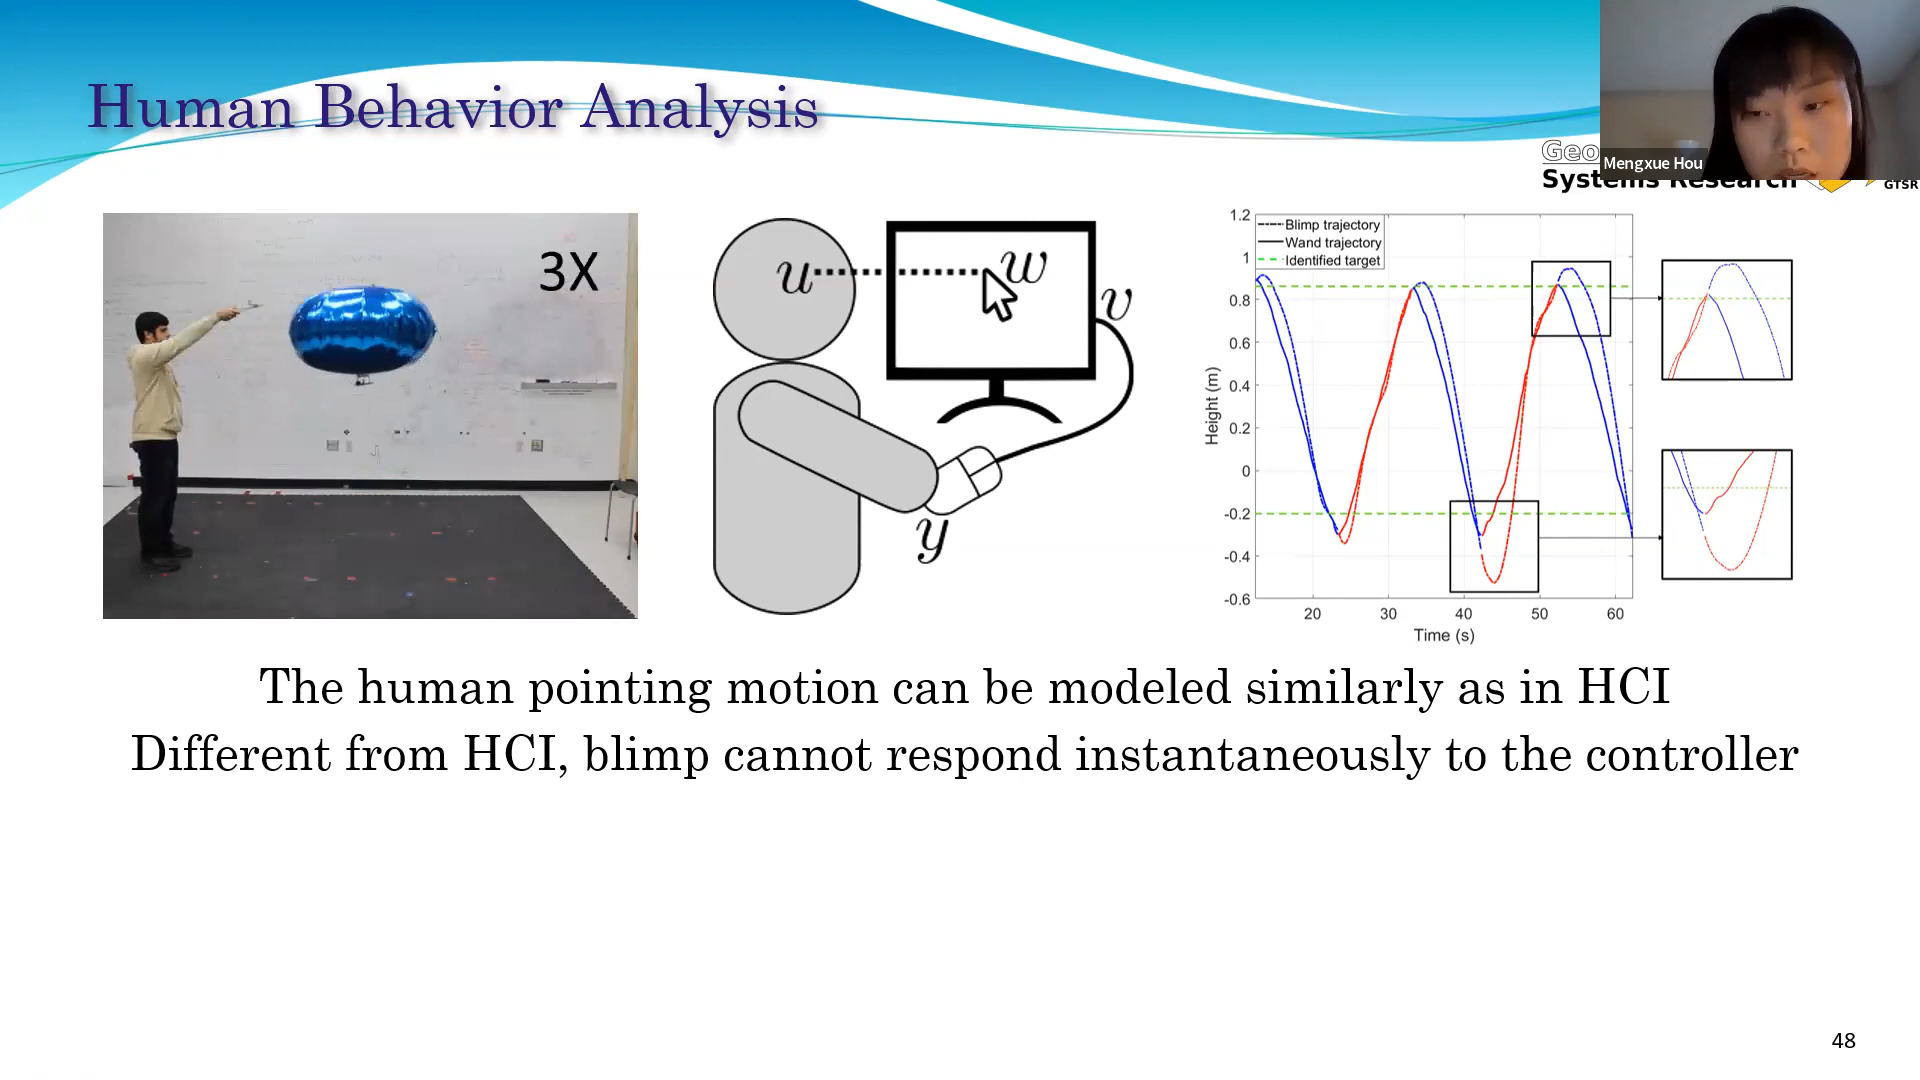 Human Behavior Analysis
Geo
Systems Research
GTSR
Mengxue Hou
3X
u
w
v
y
Blimp trajectory
Wand trajectory
Identified target
1.2
1
0.8
0.6
0.4
0.2
0
-0.2
-0.4
-0.6
Height (m)
20 30 40 50 60
Time (s)
The human pointing motion can be modeled similarly as in HCI
Different from HCI, blimp cannot respond instantaneously to the controller
48